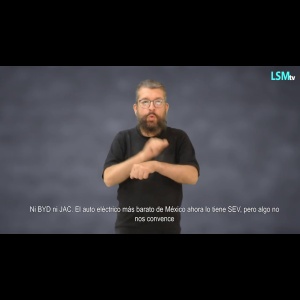 LSMtv
Ni BYD ni JAC. El auto eléctrico más barato de México ahora lo tiene SEV, pero algo no
nos convence